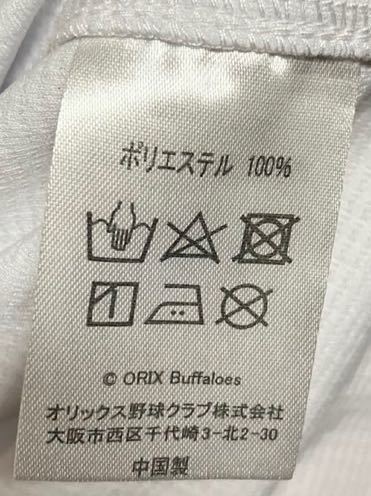 ポリエステル 100%
© ORIX Buffaloes
オリックス野球クラブ株式会社
大阪市西区千代崎3-北2-30
中国製